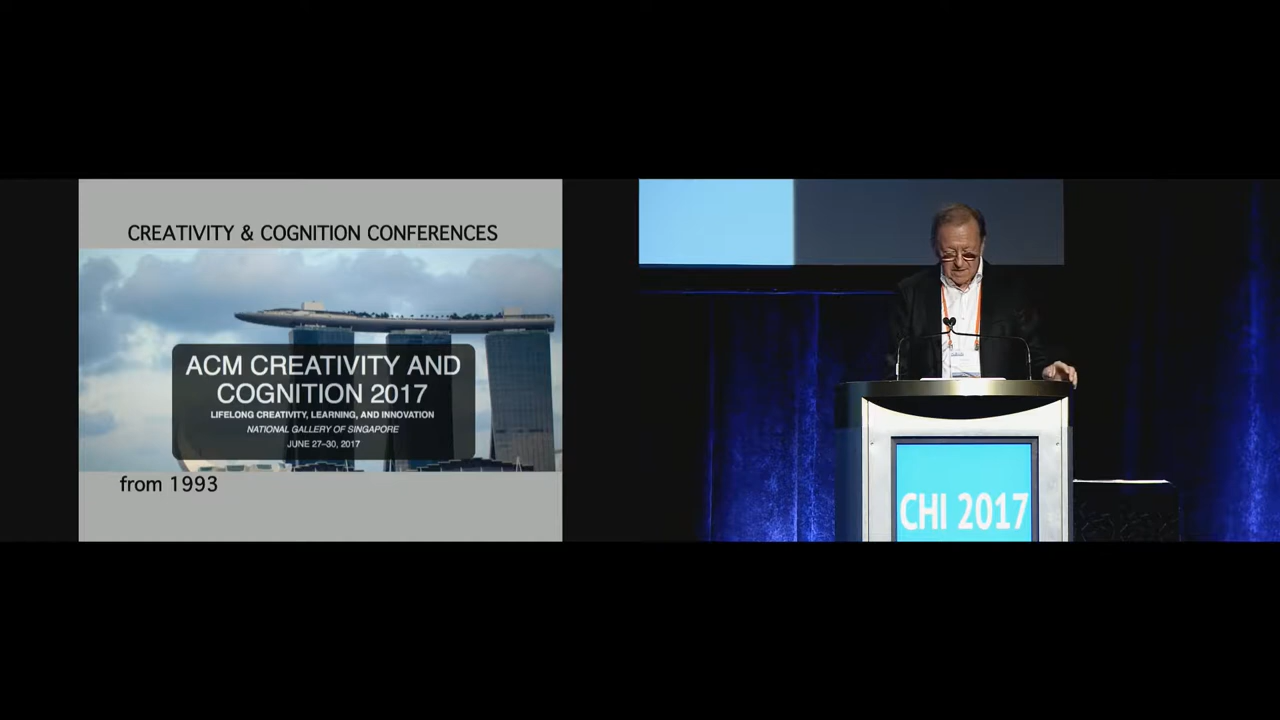 CREATIVITY & COGNITION CONFERENCES
ACM CREATIVITY AND
COGNITION 2017
LIFELONG CREATIVITY, LEARNING, AND INNOVATION
NATIONAL GALLERY OF SINGAPORE
JUNE 27–30, 2017
from 1993
CHI 2017